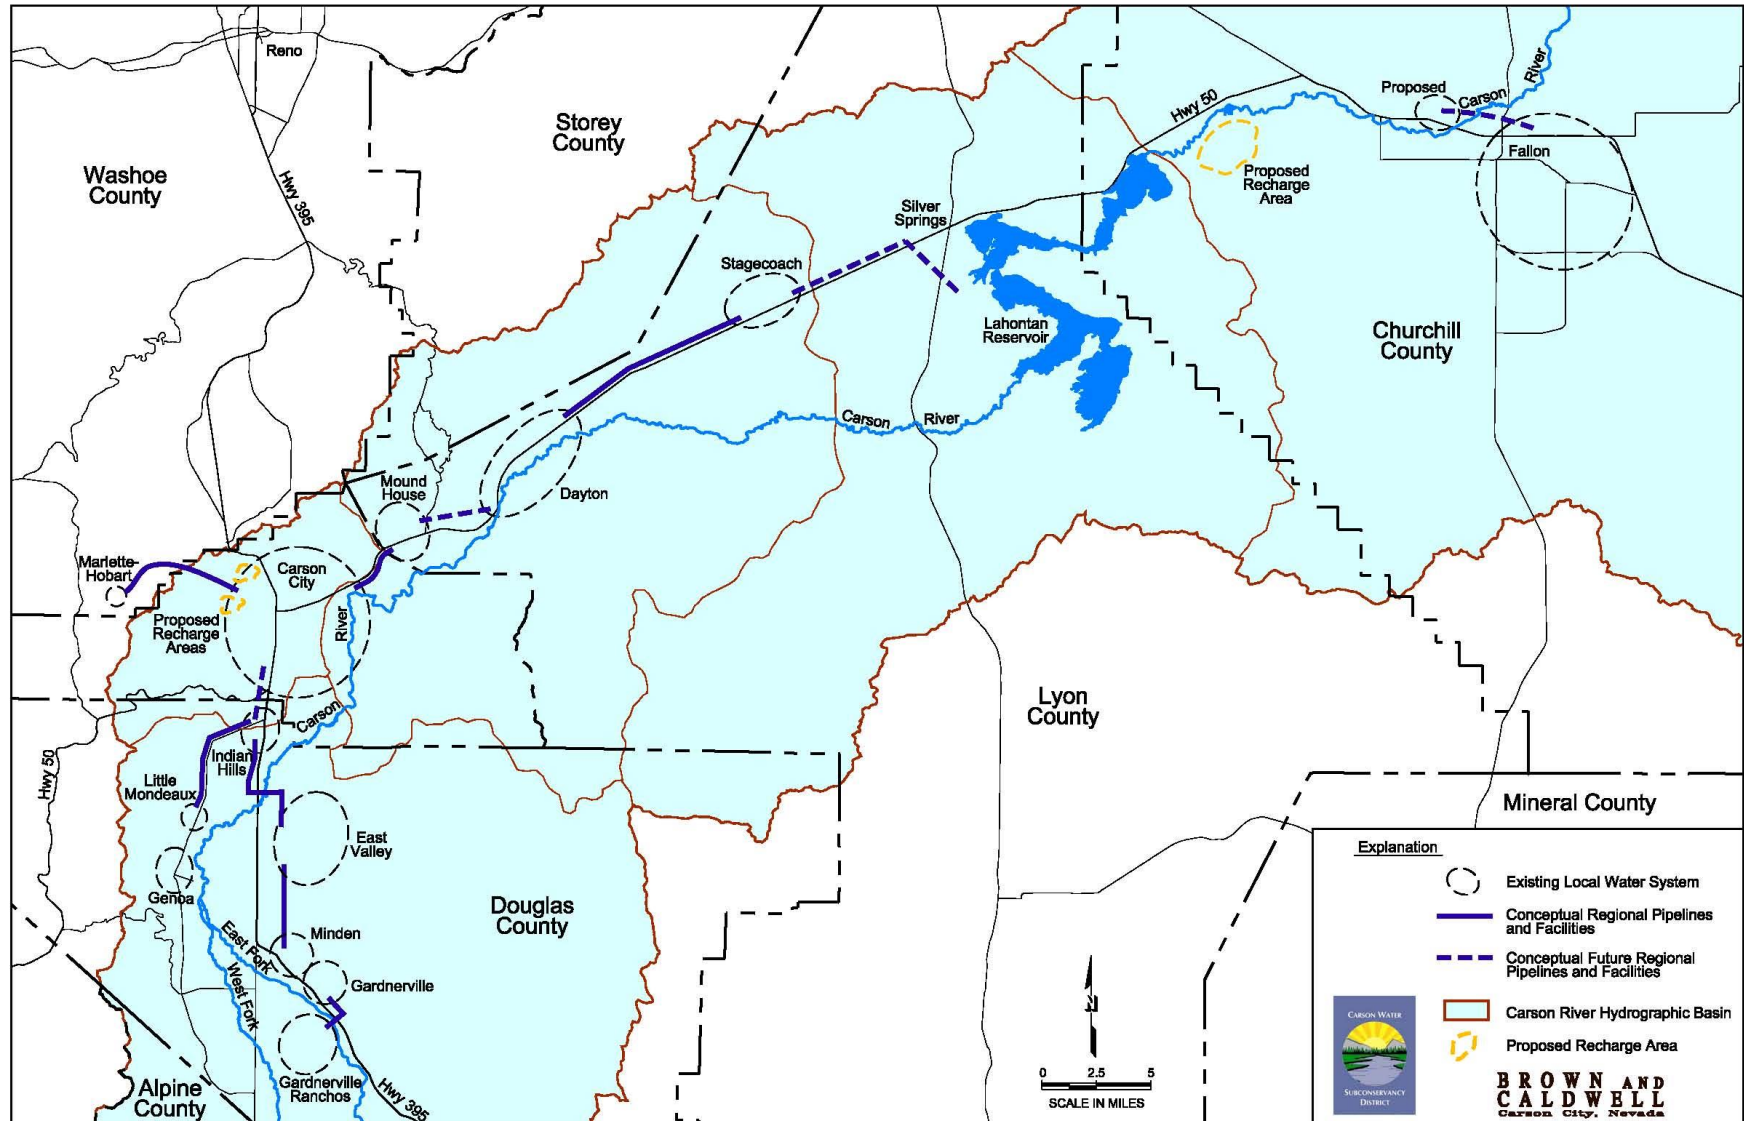 Reno
Washoe
County
Hwy 395
Storey
County
Hwy 50
Proposed
Carson
River
Fallon
Proposed
Recharge
Area
Silver
Springs
Stagecoach
Lahontan
Reservoir
Churchill
County
Carson
River
Mound
House
Dayton
Marlette-
Hobart
Carson
City
Proposed
Recharge
Areas
River
Carson
Lyon
County
Hwy 50
Indian
Hills
Little
Mondeaux
East
Valley
Genoa
Douglas
County
Minden
East Fork
West Fork
Gardnerville
Gardnerville
Ranchos
Hwy 395
Alpine
County
N
0 2.5 5
SCALE IN MILES
Mineral County
Explanation
Existing Local Water System
Conceptual Regional Pipelines
and Facilities
Conceptual Future Regional
Pipelines and Facilities
Carson River Hydrographic Basin
Proposed Recharge Area
CARSON WATER
SUBCONSERVANCY
DISTRICT
BROWN AND
CALDWELL
Carson City, Nevada